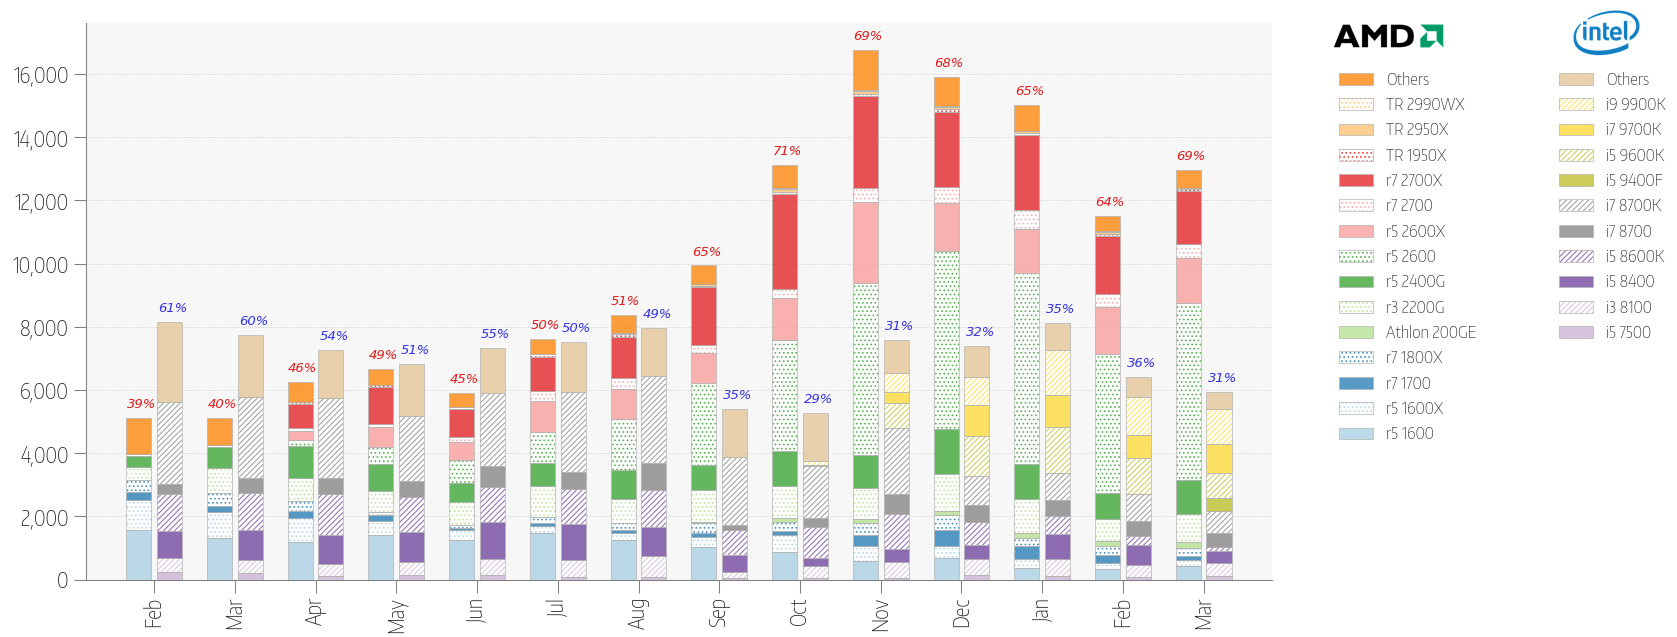 AMD
intel
69%
68%
65%
71%
69%
65%
64%
61%
60%
54%
55%
50%
50%
51%
49%
49%
51%
46%
45%
39%
40%
35%
29%
31%
32%
35%
36%
31%
16,000
14,000
12,000
10,000
8,000
6,000
4,000
2,000
0
Feb
Mar
Apr
May
Jun
Jul
Aug
Sep
Oct
Nov
Dec
Jan
Feb
Mar
Others
TR 2990WX
TR 2950X
TR 1950X
r7 2700X
r7 2700
r5 2600X
r5 2600
r5 2400G
r3 2200G
Athlon 200GE
r7 1800X
r7 1700
r5 1600X
r5 1600
Others
i9 9900K
i7 9700K
i5 9600K
i5 9400F
i7 8700K
i7 8700
i5 8600K
i5 8400
i3 8100
i5 7500